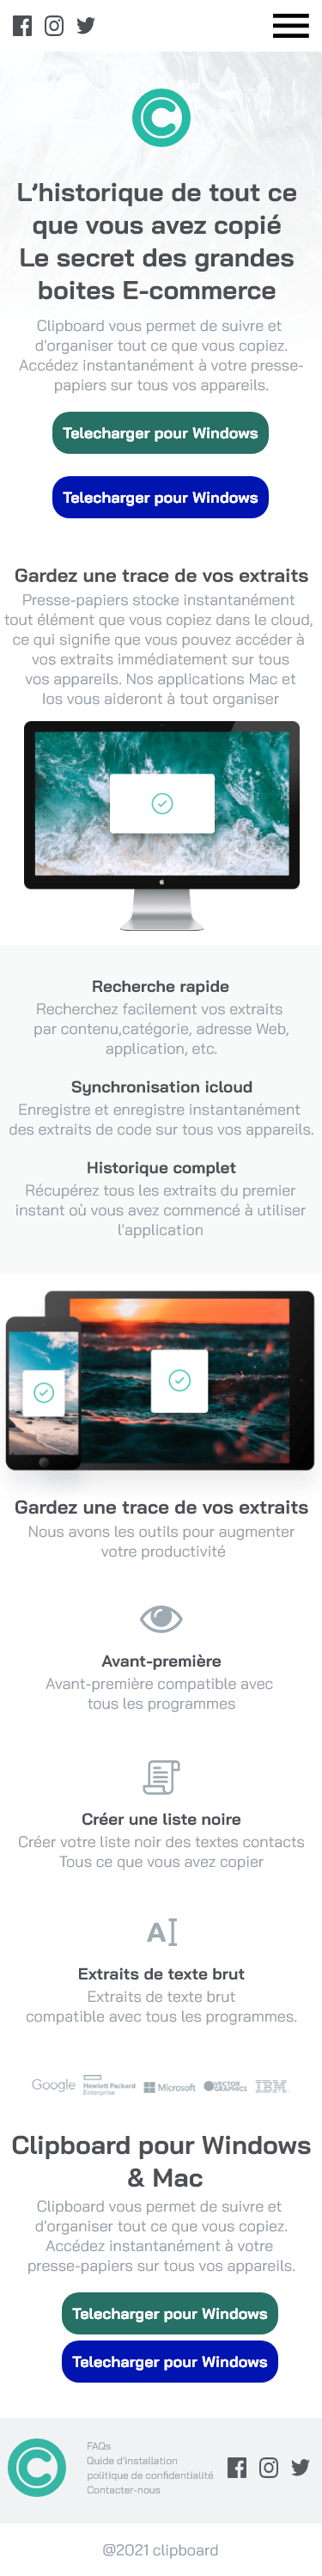 L’historique de tout ce
que vous avez copié
Le secret des grandes
boites E-commerce
Clipboard vous permet de suivre et
d'organiser tout ce que vous copiez.
Accédez instantanément à votre presse-
papiers sur tous vos appareils.
Telecharger pour Windows
Telecharger pour Windows
Gardez une trace de vos extraits
Presse-papiers stocke instantanément
tout élément que vous copiez dans le cloud,
ce qui signifie que vous pouvez accéder à
vos extraits immédiatement sur tous
vos appareils. Nos applications Mac et
Ios vous aideront à tout organiser
Recherche rapide
Recherchez facilement vos extraits
par contenu,catégorie, adresse Web,
application, etc.
Synchronisation icloud
Enregistre et enregistre instantanément
des extraits de code sur tous vos appareils.
Historique complet
Récupérez tous les extraits du premier
instant où vous avez commencé à utiliser
l'application
Gardez une trace de vos extraits
Nous avons les outils pour augmenter
votre productivité
Avant-première
Avant-première compatible avec
tous les programmes
Créer une liste noire
Créer votre liste noir des textes contacts
Tous ce que vous avez copier
A
Extraits de texte brut
Extraits de texte brut
compatible avec tous les programmes.
Google
Hewlett Packard
Enterprise
Microsoft
VECTOR
GRAPHICS
IBM
Clipboard pour Windows
& Mac
Clipboard vous permet de suivre et
d'organiser tout ce que vous copiez.
Accédez instantanément à votre
presse-papiers sur tous vos appareils.
Telecharger pour Windows
Telecharger pour Windows
FAQs
Quide d'installation
politique de confidentialité
Contacter-nous
@2021 clipboard